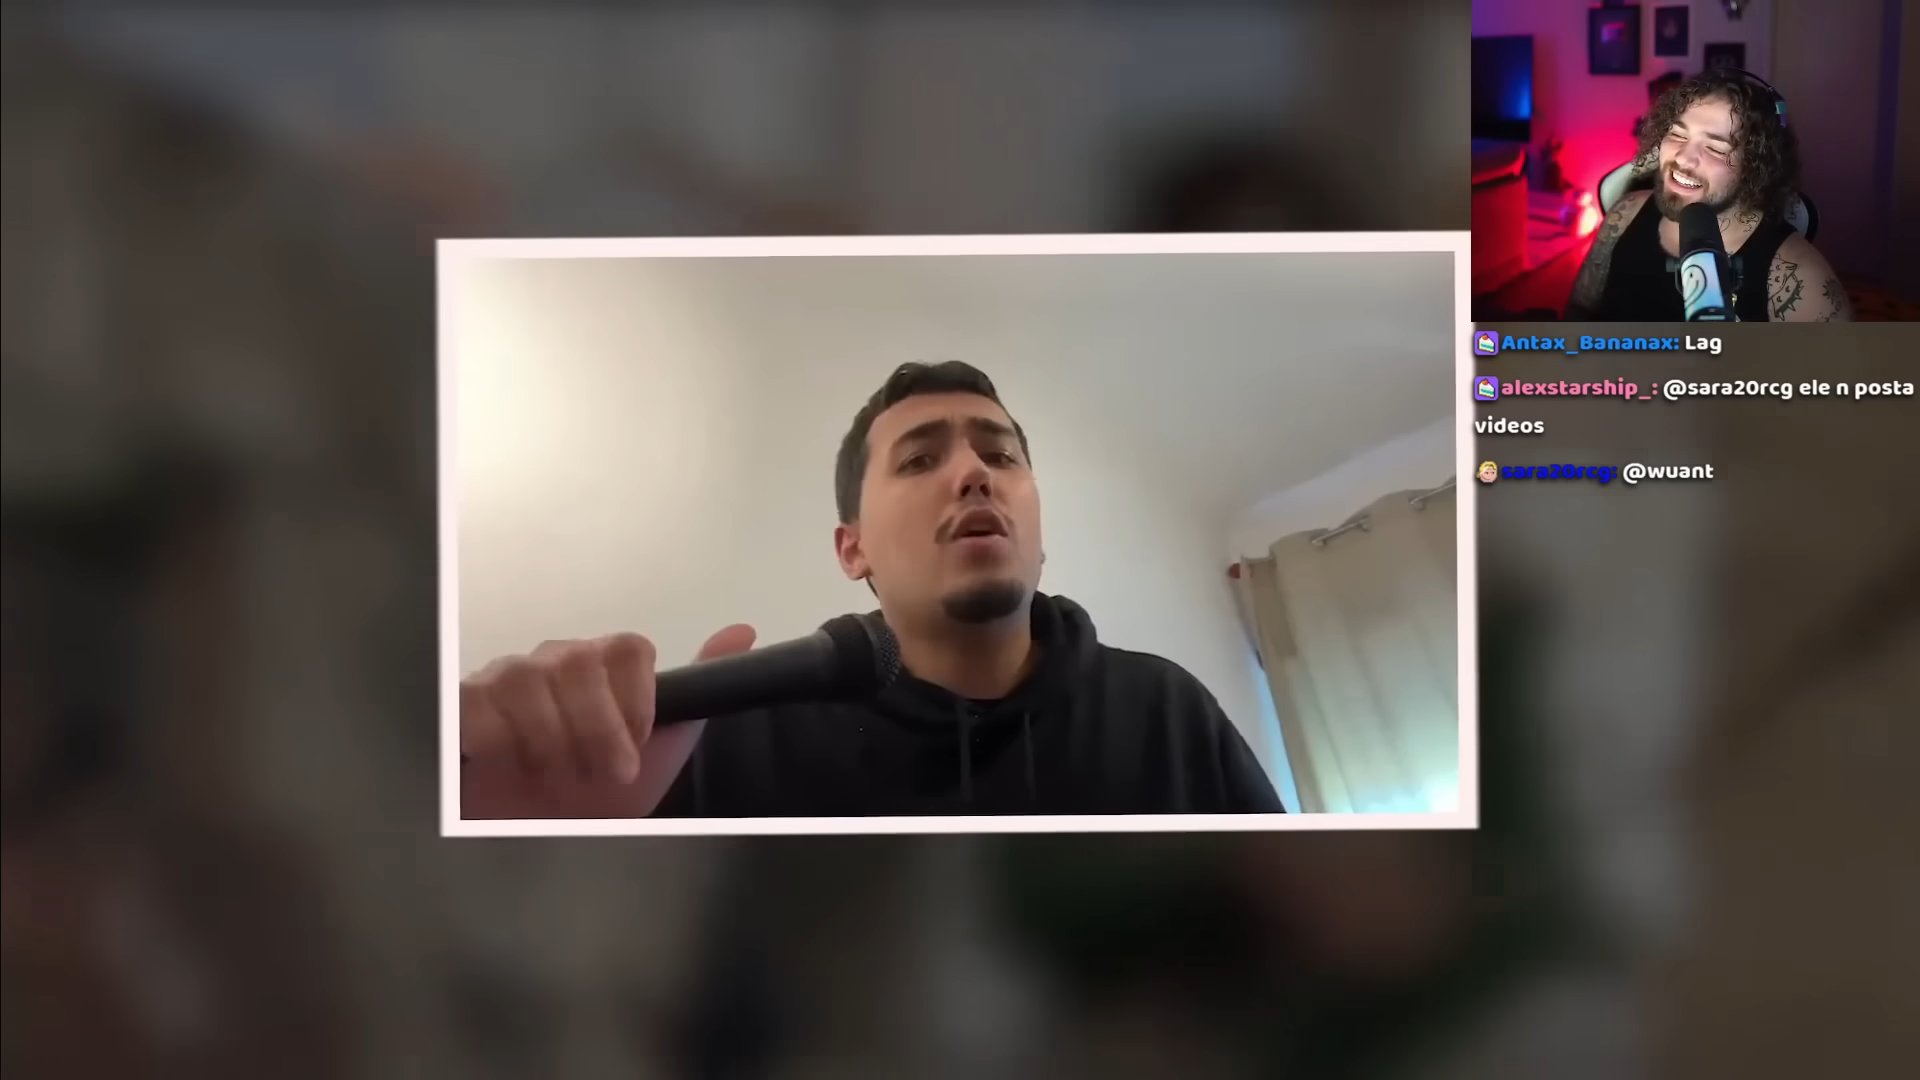 Antax_Bananax: Lag
alexstarship_: @sara20rcg ele n posta
videos
sara20rcg: @wuant